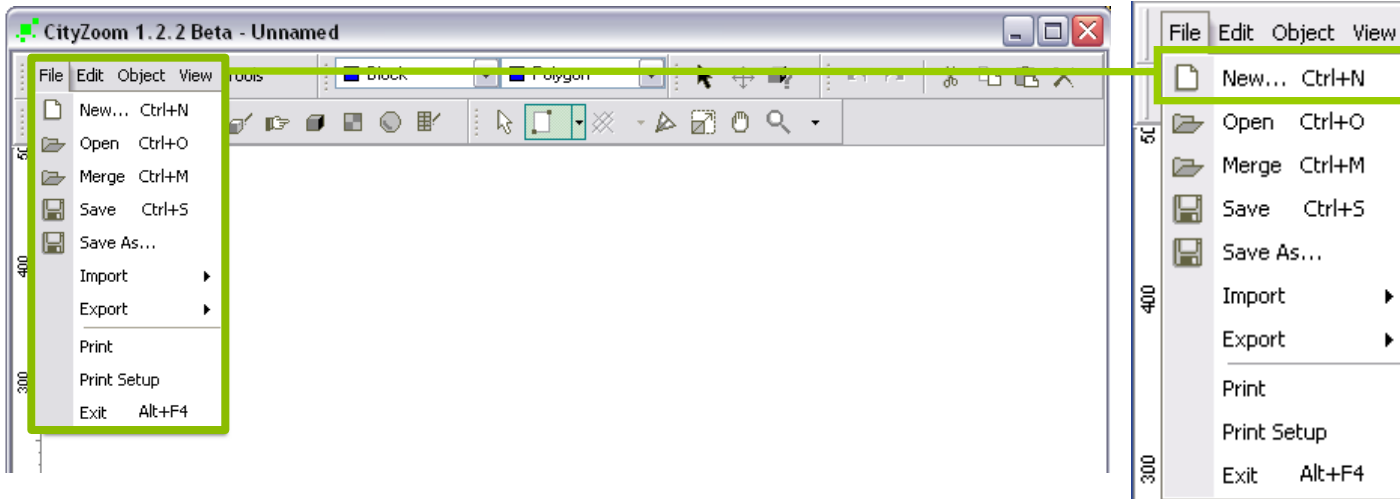 CityZoom 1.2.2 Beta - Unnamed
File Edit Object View Tools Block Polygon
New... Ctrl+N
Open Ctrl+O
Merge Ctrl+M
Save Ctrl+S
Save As...
Import
Export
Print
Print Setup
Exit Alt+F4
400
300
File Edit Object View
New... Ctrl+N
Open Ctrl+O
Merge Ctrl+M
Save Ctrl+S
Save As...
Import
Export
Print
Print Setup
Exit Alt+F4
400
300